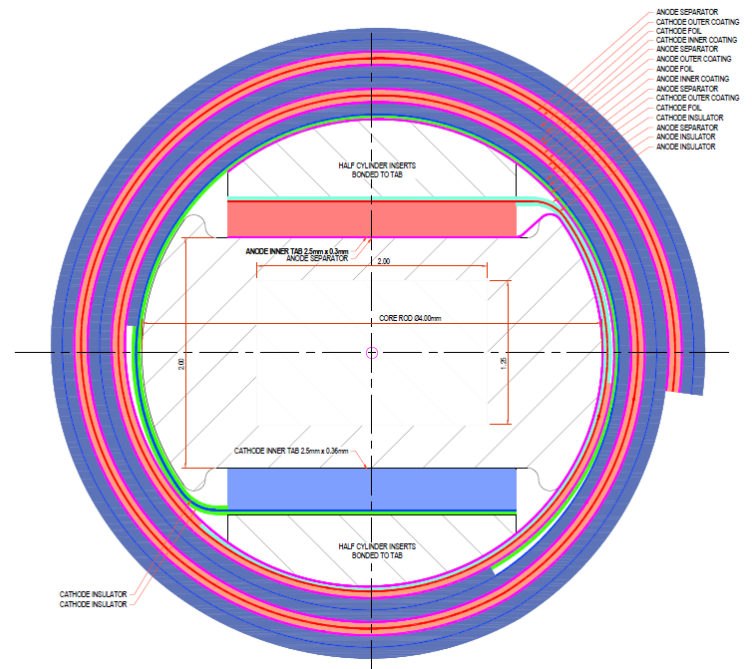 ANODE SEPARATOR
CATHODE OUTER COATING
CATHODE FOIL
CATHODE INNER COATING
ANODE SEPARATOR
ANODE OUTER COATING
ANODE FOIL
ANODE INNER COATING
ANODE SEPARATOR
CATHODE OUTER COATING
CATHODE FOIL
CATHODE INSULATOR
ANODE SEPARATOR
ANODE INSULATOR
ANODE INSULATOR
HALF CYLINDER INSERTS
BONDED TO TAB
ANODE INNER TAB 2.5mm x 0.3mm
ANODE SEPARATOR
2.00
CORE ROD Ø4.00mm
2.00
1.25
CATHODE INNER TAB 2.5mm x 0.36mm
HALF CYLINDER INSERTS
BONDED TO TAB
CATHODE INSULATOR
CATHODE INSULATOR